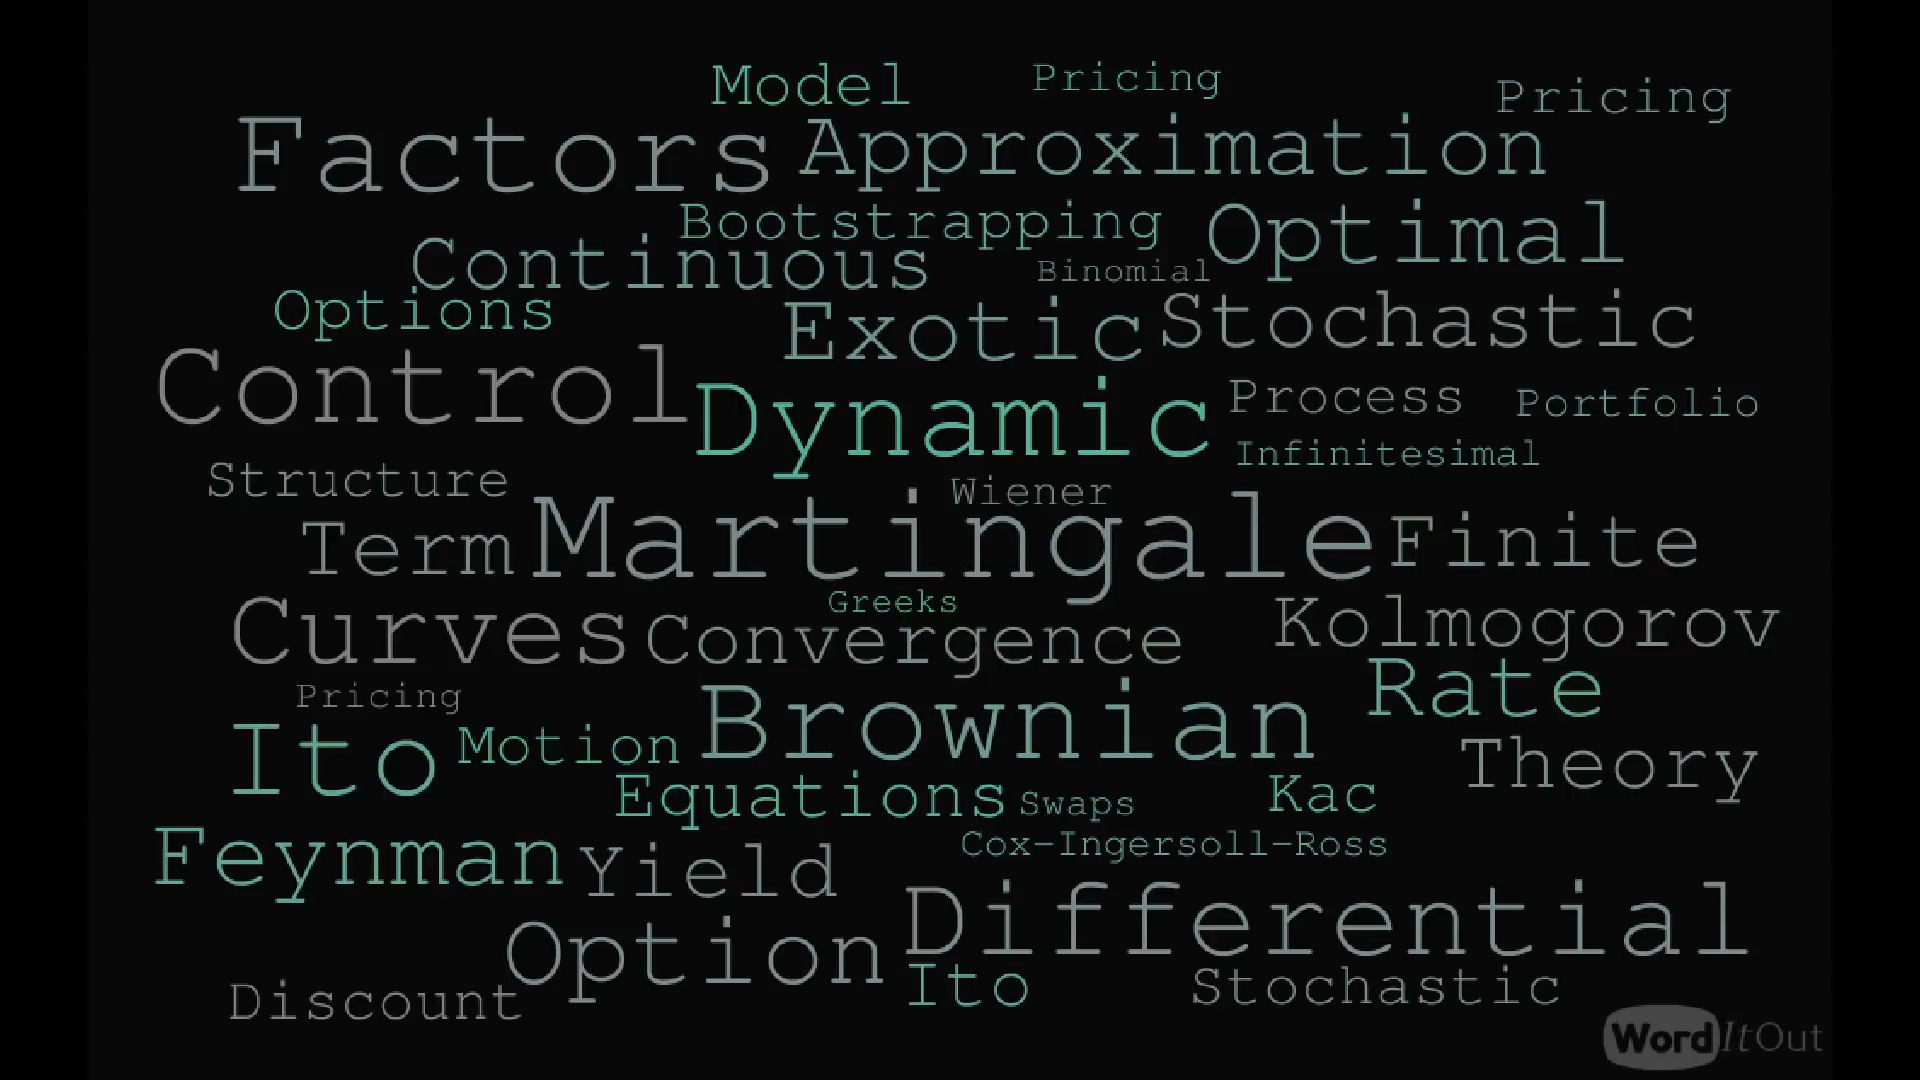 Model
Pricing
Pricing
Factors
Approximation
Bootstrapping
Optimal
Continuous
Binomial
Options
Exotic
Stochastic
Control
Dynamic
Process
Portfolio
Infinitesimal
Structure
Wiener
Term
Martingale
Finite
Greeks
Curves
Convergence
Kolmogorov
Rate
Pricing
Ito
Motion
Brownian
Theory
Equations
Swaps
Kac
Cox-Ingersoll-Ross
Feynman
Yield
Differential
Option
Ito
Stochastic
Discount
WordItOut